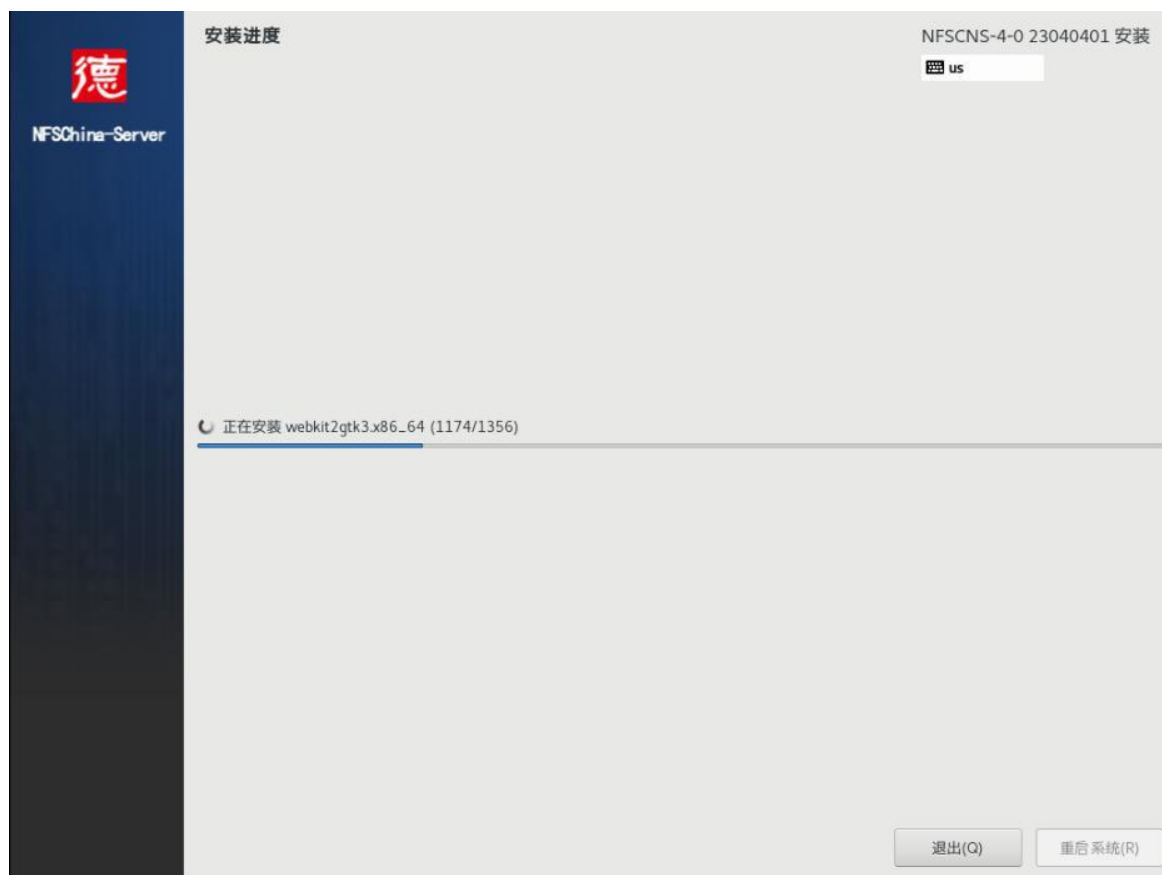 安装进度
NFSCNS-4-0 23040401 安装
us
德
NFSChina-Server
正在安装 webkit2gtk3.x86_64 (1174/1356)
退出(Q)
重启系统(R)